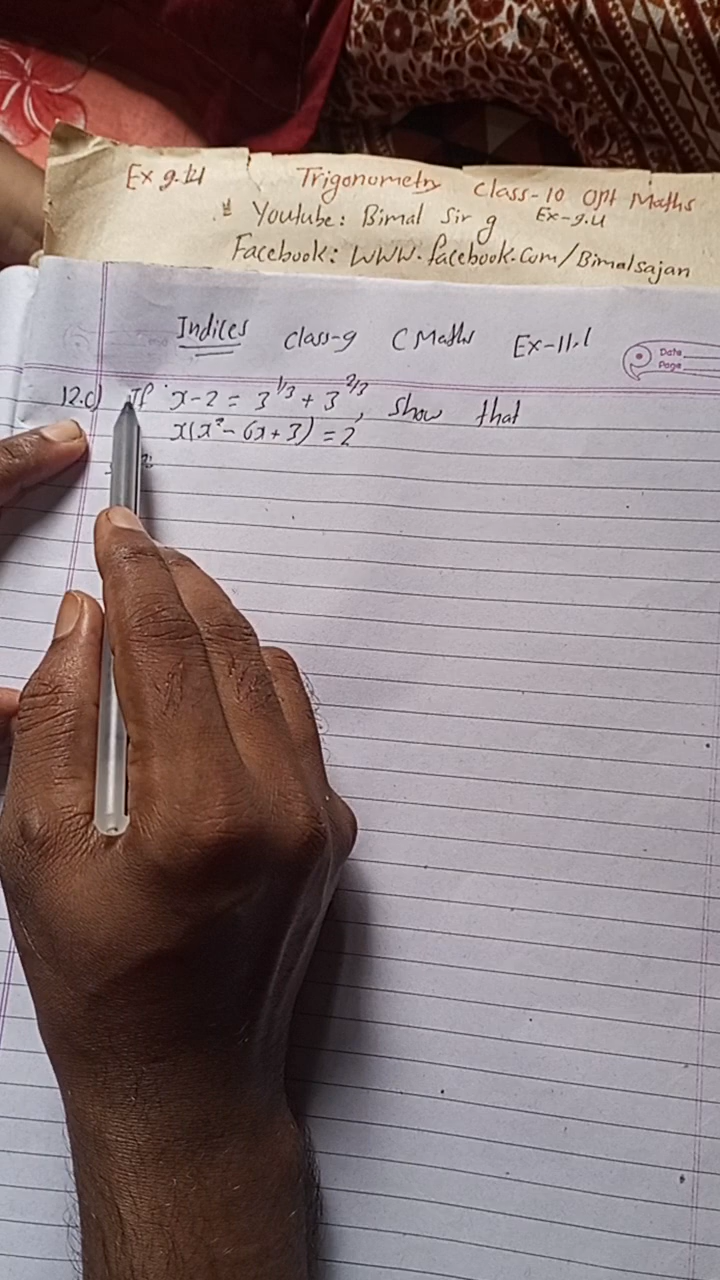 Ex 9.4 Trigonometry Class-10 Opt Maths
Youtube: Bimal Sir g Ex-9.4
Facebook: WWW.facebook.Com/Bimalsajan
Indices Class-9 C Maths Ex-11.1
Date
Page
12.c) If x-2 = 3^{1/3} + 3^{2/3}, show that
x(x²- 6x + 3) = 2